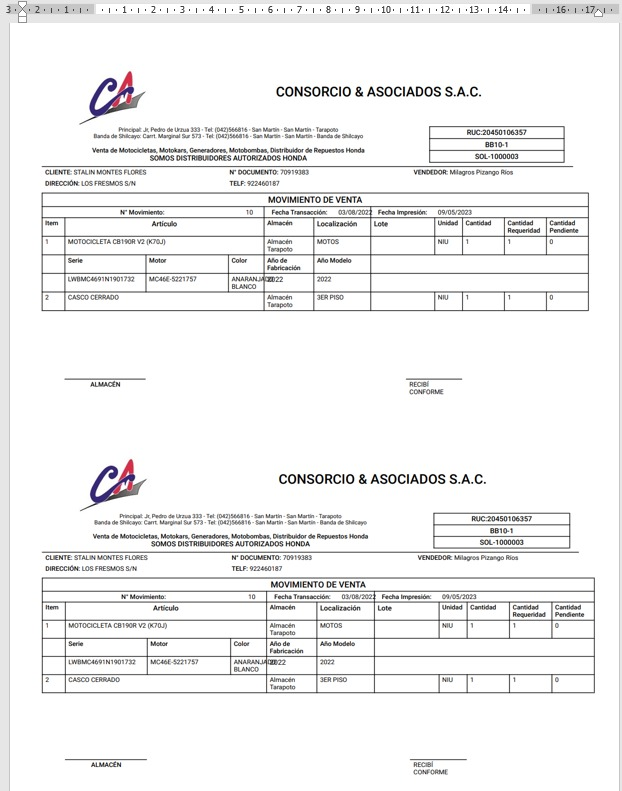 3 2 1 1 2 3 4 5 6 7 8 9 10 11 12 13 14 16 17
CA
CONSORCIO & ASOCIADOS S.A.C.
Principal: Jr, Pedro de Urzua 333 - Tel: (042)566816 - San Martín - San Martín - Tarapoto
Banda de Shilcayo: Carrt. Marginal Sur 573 - Tel: (042)566816 - San Martín - San Martín - Banda de Shilcayo
Venta de Motocicletas, Motokars, Generadores, Motobombas, Distribuidor de Repuestos Honda
SOMOS DISTRIBUIDORES AUTORIZADOS HONDA
RUC:20450106357
BB10-1
SOL-1000003
CLIENTE: STALIN MONTES FLORES N° DOCUMENTO: 70919383 VENDEDOR: Milagros Pizango Rios
DIRECCIÓN: LOS FRESMOS S/N TELF: 922460187
MOVIMIENTO DE VENTA
N° Movimiento: 10 Fecha Transacción: 03/08/2022 Fecha Impresión: 09/05/2023
Item Artículo Almacén Localización Lote Unidad Cantidad Cantidad Requeridad Cantidad Pendiente
1 MOTOCICLETA CB190R V2 (K70J) Almacén Tarapoto MOTOS NIU 1 1 0
Serie Motor Color Año de Fabricación Año Modelo
LWBMC4691N1901732 MC46E-5221757 ANARANJADO BLANCO 2022 2022
2 CASCO CERRADO Almacén Tarapoto 3ER PISO NIU 1 1 0
ALMACÉN RECIBÍ CONFORME
CA
CONSORCIO & ASOCIADOS S.A.C.
Principal: Jr, Pedro de Urzua 333 - Tel: (042)566816 - San Martín - San Martín - Tarapoto
Banda de Shilcayo: Carrt. Marginal Sur 573 - Tel: (042)566816 - San Martín - San Martín - Banda de Shilcayo
Venta de Motocicletas, Motokars, Generadores, Motobombas, Distribuidor de Repuestos Honda
SOMOS DISTRIBUIDORES AUTORIZADOS HONDA
RUC:20450106357
BB10-1
SOL-1000003
CLIENTE: STALIN MONTES FLORES N° DOCUMENTO: 70919383 VENDEDOR: Milagros Pizango Rios
DIRECCIÓN: LOS FRESMOS S/N TELF: 922460187
MOVIMIENTO DE VENTA
N° Movimiento: 10 Fecha Transacción: 03/08/2022 Fecha Impresión: 09/05/2023
Item Artículo Almacén Localización Lote Unidad Cantidad Cantidad Requeridad Cantidad Pendiente
1 MOTOCICLETA CB190R V2 (K70J) Almacén Tarapoto MOTOS NIU 1 1 0
Serie Motor Color Año de Fabricación Año Modelo
LWBMC4691N1901732 MC46E-5221757 ANARANJADO BLANCO 2022 2022
2 CASCO CERRADO Almacén Tarapoto 3ER PISO NIU 1 1 0
ALMACÉN RECIBÍ CONFORME